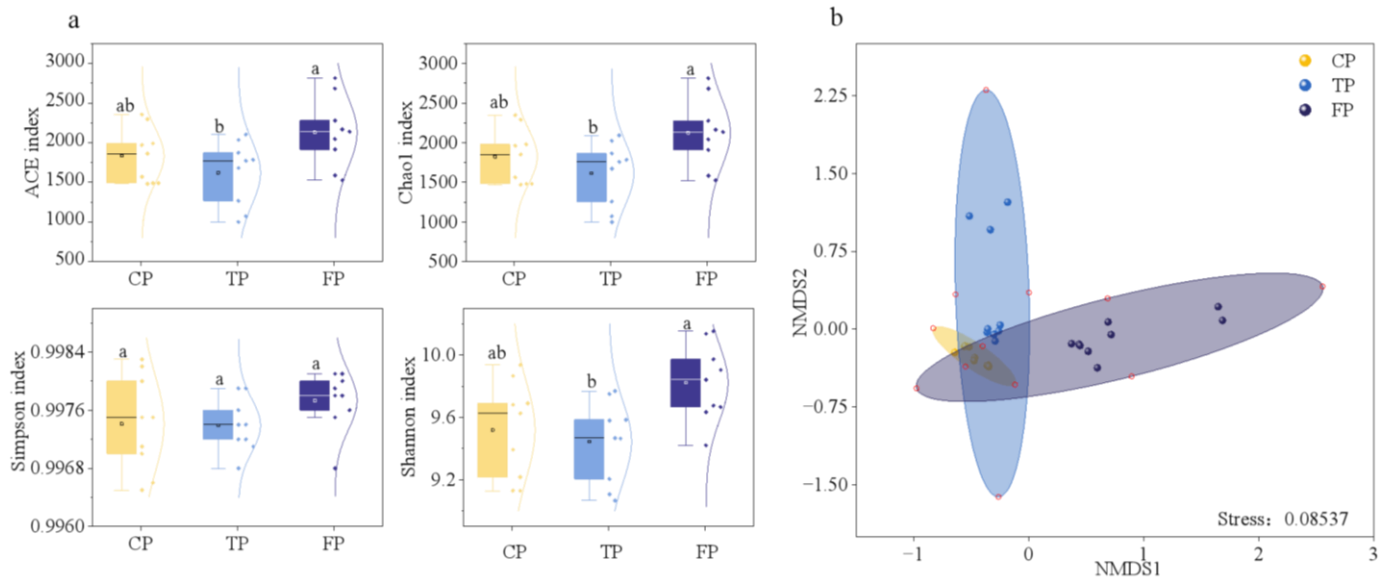 a
b
ACE index
3000
2500
2000
1500
1000
500
ab
b
a
CP
TP
FP
Chao1 index
3000
2500
2000
1500
1000
500
ab
b
a
CP
TP
FP
Simpson index
0.9984
0.9976
0.9968
0.9960
a
a
a
CP
TP
FP
Shannon index
10.0
9.6
9.2
ab
b
a
CP
TP
FP
NMDS2
2.25
1.50
0.75
0.00
−0.75
−1.50
CP
TP
FP
Stress: 0.08537
−1
0
1
2
3
NMDS1